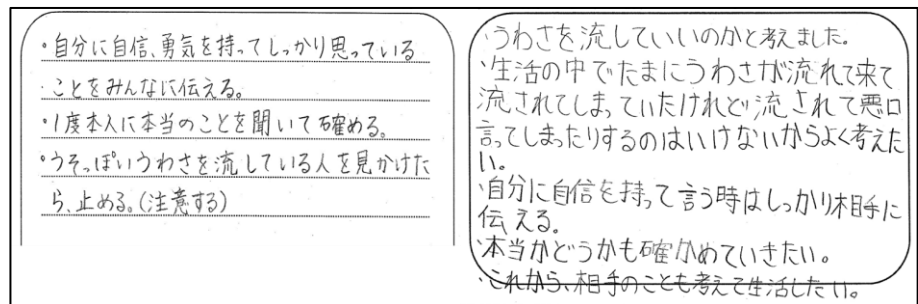 ・自分に自信、勇気を持ってしっかり思っている
ことをみんなに伝える。
・1度本人に本当のことを聞いて確める。
・うそっぽいうわさを流している人を見かけた
ら、止める。(注意する)
・うわさを流していいのかと考えました。
・生活の中でたまにうわさが流れて来て
流されてしまっていたけれど流されて悪口
言ってしまったりするのはいけないからよく考えた
い。
・自分に自信を持って言う時はしっかり相手に
伝える。
・本当かどうかも確かめていきたい。
・これから、相手のことも考えて生活したい。